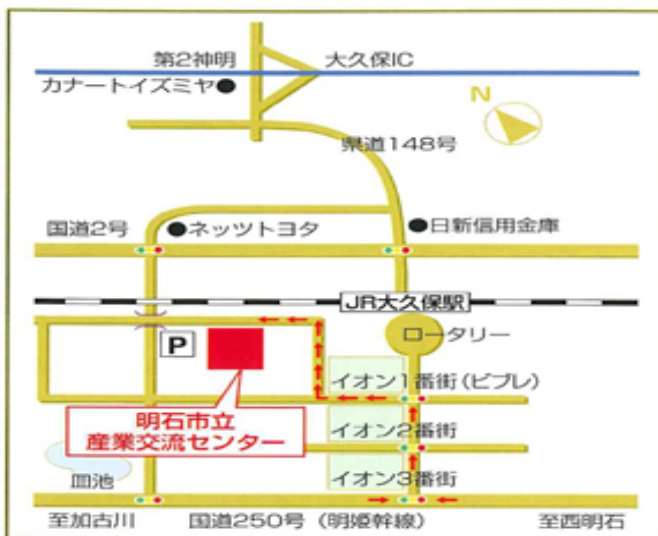 第2神明
大久保IC
カナートイズミヤ
N
県道148号
国道2号
ネッツトヨタ
日新信用金庫
JR大久保駅
P
ロータリー
イオン1番街(ビブレ)
明石市立
産業交流センター
イオン2番街
皿池
イオン3番街
至加古川
国道250号(明姫幹線)
至西明石